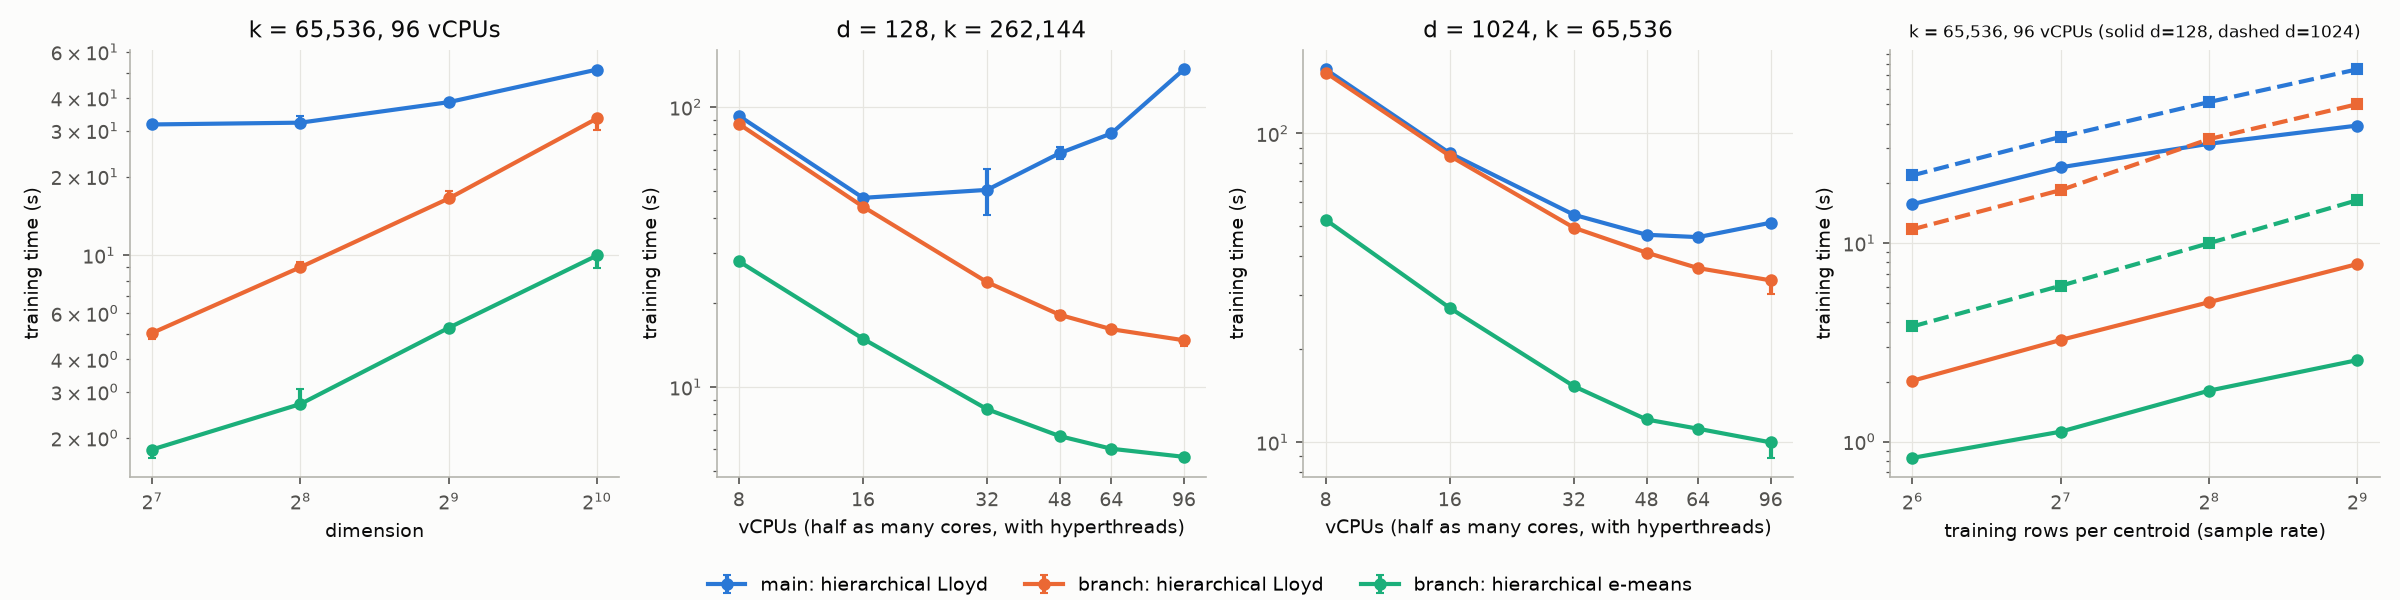 k = 65,536, 96 vCPUs
training time (s)
6 × 10¹
4 × 10¹
3 × 10¹
2 × 10¹
10¹
6 × 10⁰
4 × 10⁰
3 × 10⁰
2 × 10⁰
2⁷ 2⁸ 2⁹ 2¹⁰
dimension
d = 128, k = 262,144
training time (s)
10²
10¹
8 16 32 48 64 96
vCPUs (half as many cores, with hyperthreads)
d = 1024, k = 65,536
training time (s)
10²
10¹
8 16 32 48 64 96
vCPUs (half as many cores, with hyperthreads)
k = 65,536, 96 vCPUs (solid d=128, dashed d=1024)
training time (s)
10¹
10⁰
2⁶ 2⁷ 2⁸ 2⁹
training rows per centroid (sample rate)
main: hierarchical Lloyd
branch: hierarchical Lloyd
branch: hierarchical e-means